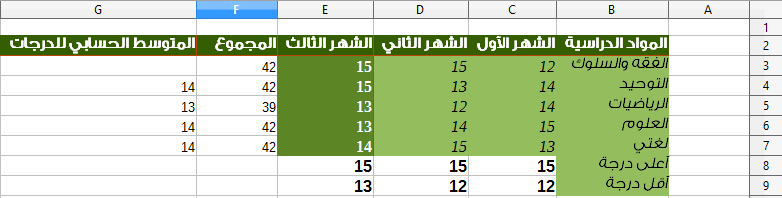 A B C D E F G
1
2 المواد الدراسية الشهر الأول الشهر الثاني الشهر الثالث المجموع المتوسط الحسابي للدرجات
3 الفقه والسلوك 12 15 15 42
4 التوحيد 14 13 15 42 14
5 الرياضيات 14 12 13 39 13
6 العلوم 15 14 13 42 14
7 لغتي 13 15 14 42 14
8 أعلى درجة 15 15 15
9 أقل درجة 12 12 13